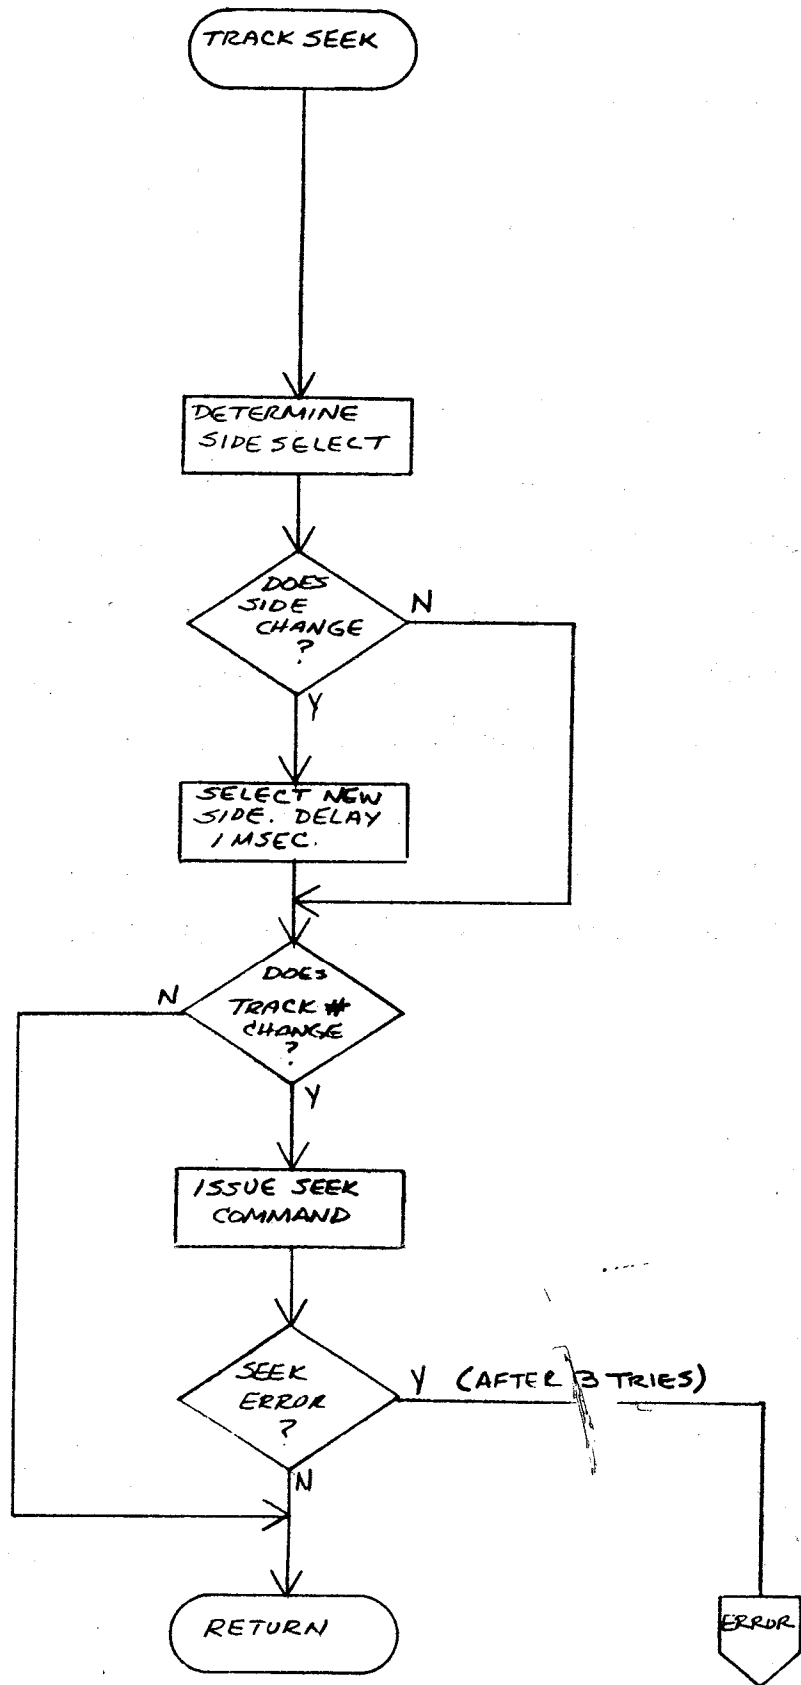 TRACK SEEK
DETERMINE
SIDE SELECT
DOES
SIDE
CHANGE
?
N
Y
SELECT NEW
SIDE. DELAY
1 MSEC.
DOES
TRACK #
CHANGE
?
N
Y
ISSUE SEEK
COMMAND
SEEK
ERROR
?
Y (AFTER 3 TRIES)
N
RETURN
ERROR